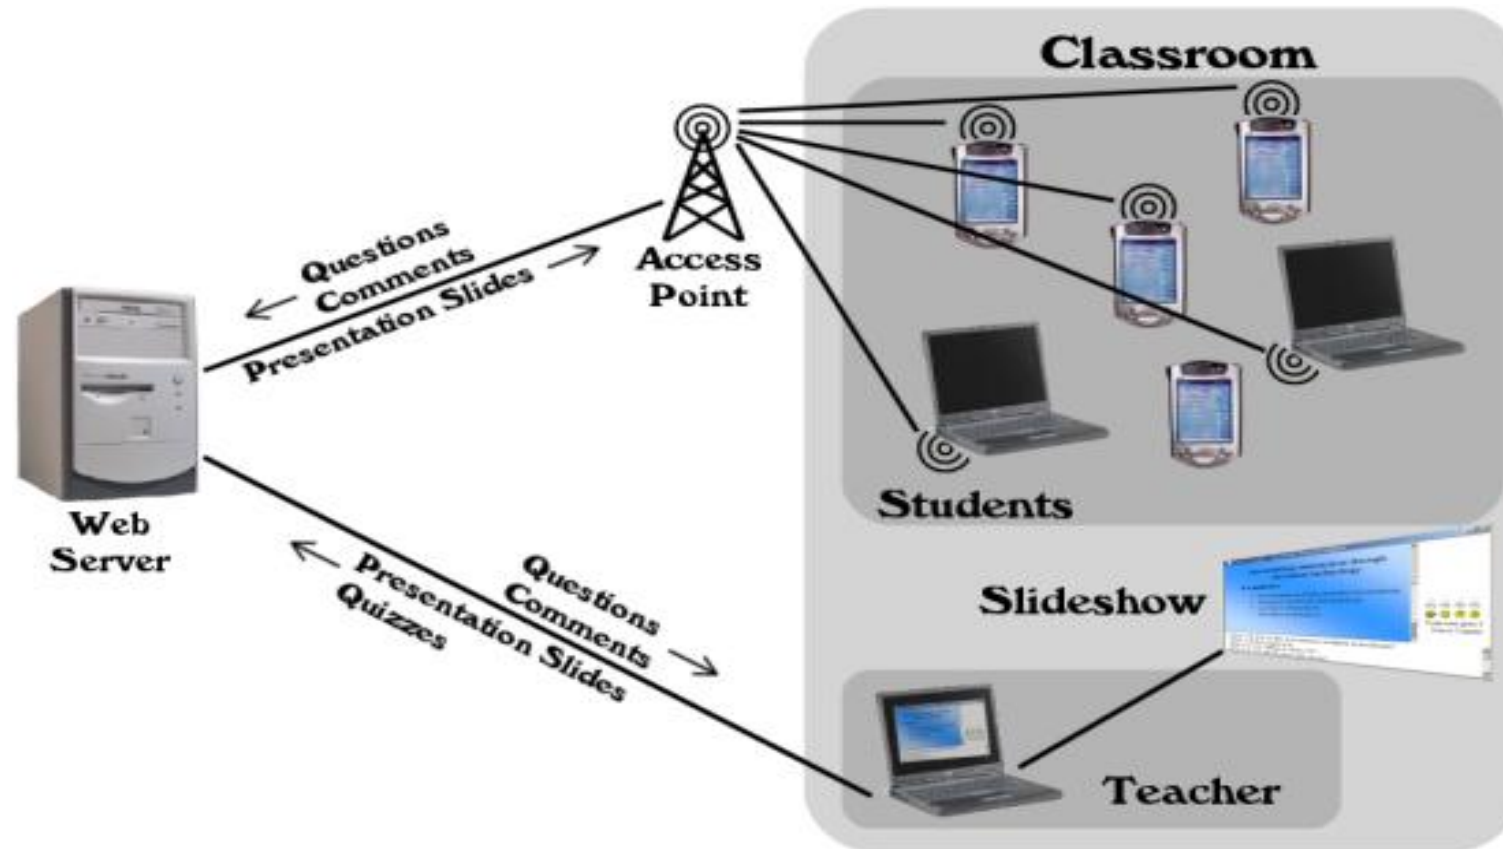 Classroom
Questions
Comments
Presentation Slides
Access
Point
Students
Web
Server
Questions
Comments
Presentation Slides
Quizzes
Slideshow
Teacher